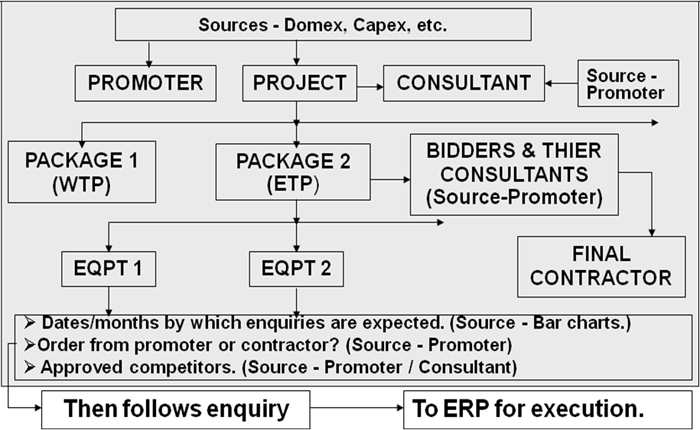 Sources - Domex, Capex, etc.
PROMOTER
PROJECT
CONSULTANT
Source -
Promoter
PACKAGE 1
(WTP)
PACKAGE 2
(ETP)
BIDDERS & THIER
CONSULTANTS
(Source-Promoter)
EQPT 1
EQPT 2
FINAL
CONTRACTOR
➢ Dates/months by which enquiries are expected. (Source - Bar charts.)
➢Order from promoter or contractor? (Source - Promoter)
➢ Approved competitors. (Source - Promoter / Consultant)
Then follows enquiry
To ERP for execution.